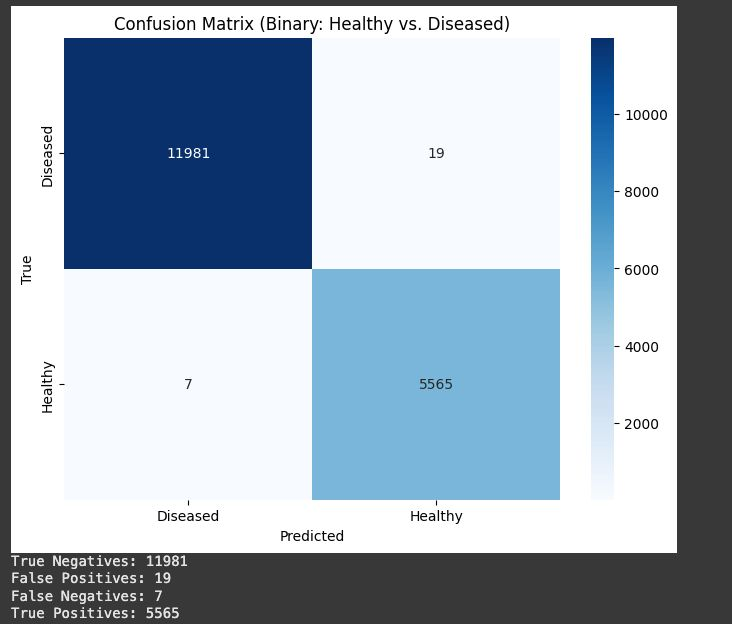 Confusion Matrix (Binary: Healthy vs. Diseased)
True
Diseased
Healthy
11981
19
7
5565
Diseased
Healthy
Predicted
10000
8000
6000
4000
2000
True Negatives: 11981
False Positives: 19
False Negatives: 7
True Positives: 5565